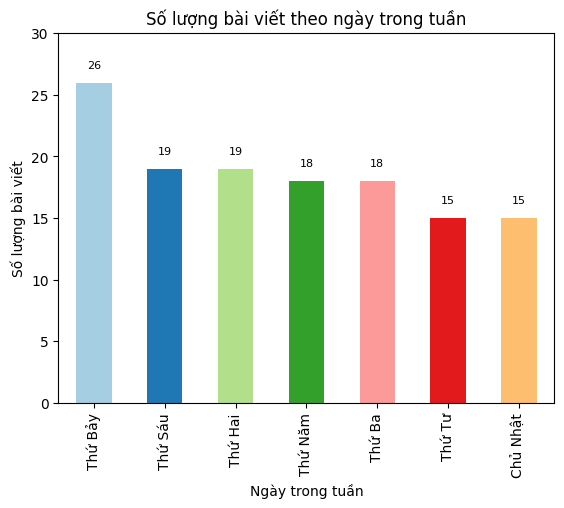 Số lượng bài viết theo ngày trong tuần
Số lượng bài viết
30
25
20
15
10
5
0
26
19
19
18
18
15
15
Thứ Bảy
Thứ Sáu
Thứ Hai
Thứ Năm
Thứ Ba
Thứ Tư
Chủ Nhật
Ngày trong tuần